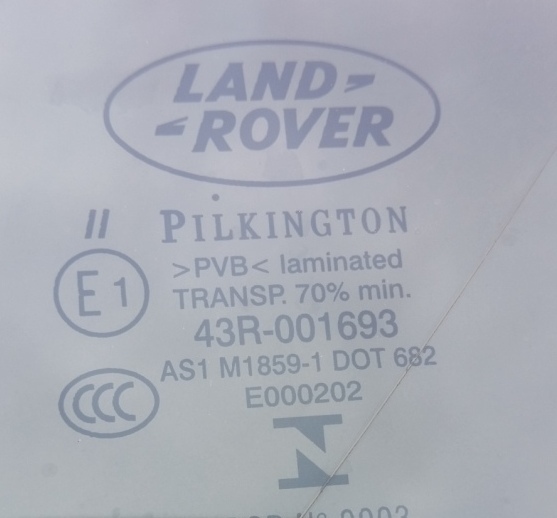 LAND
ROVER
II PILKINGTON
>PVB< laminated
E1 TRANSP. 70% min.
43R-001693
AS1 M1859-1 DOT 682
CCC E000202